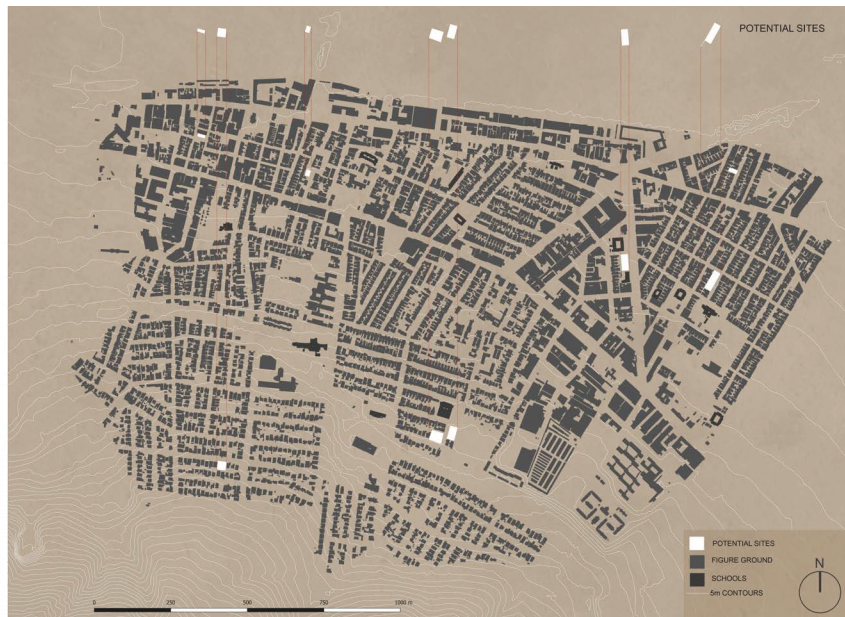 POTENTIAL SITES
POTENTIAL SITES
FIGURE GROUND
SCHOOLS
5m CONTOURS
N
0 250 500 750 1000 m